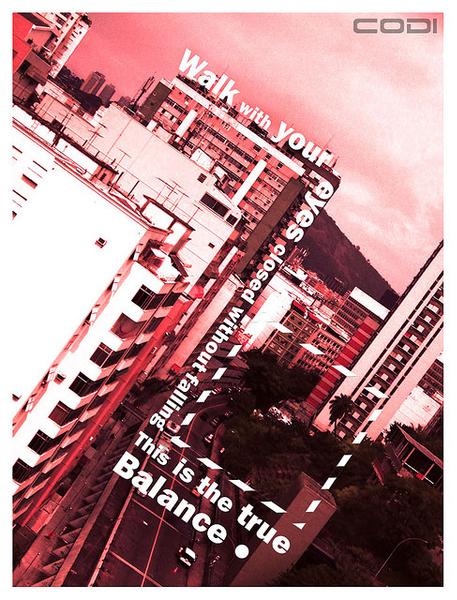 CODI
Walk with your
eyes closed without falling
This is the true
Balance.